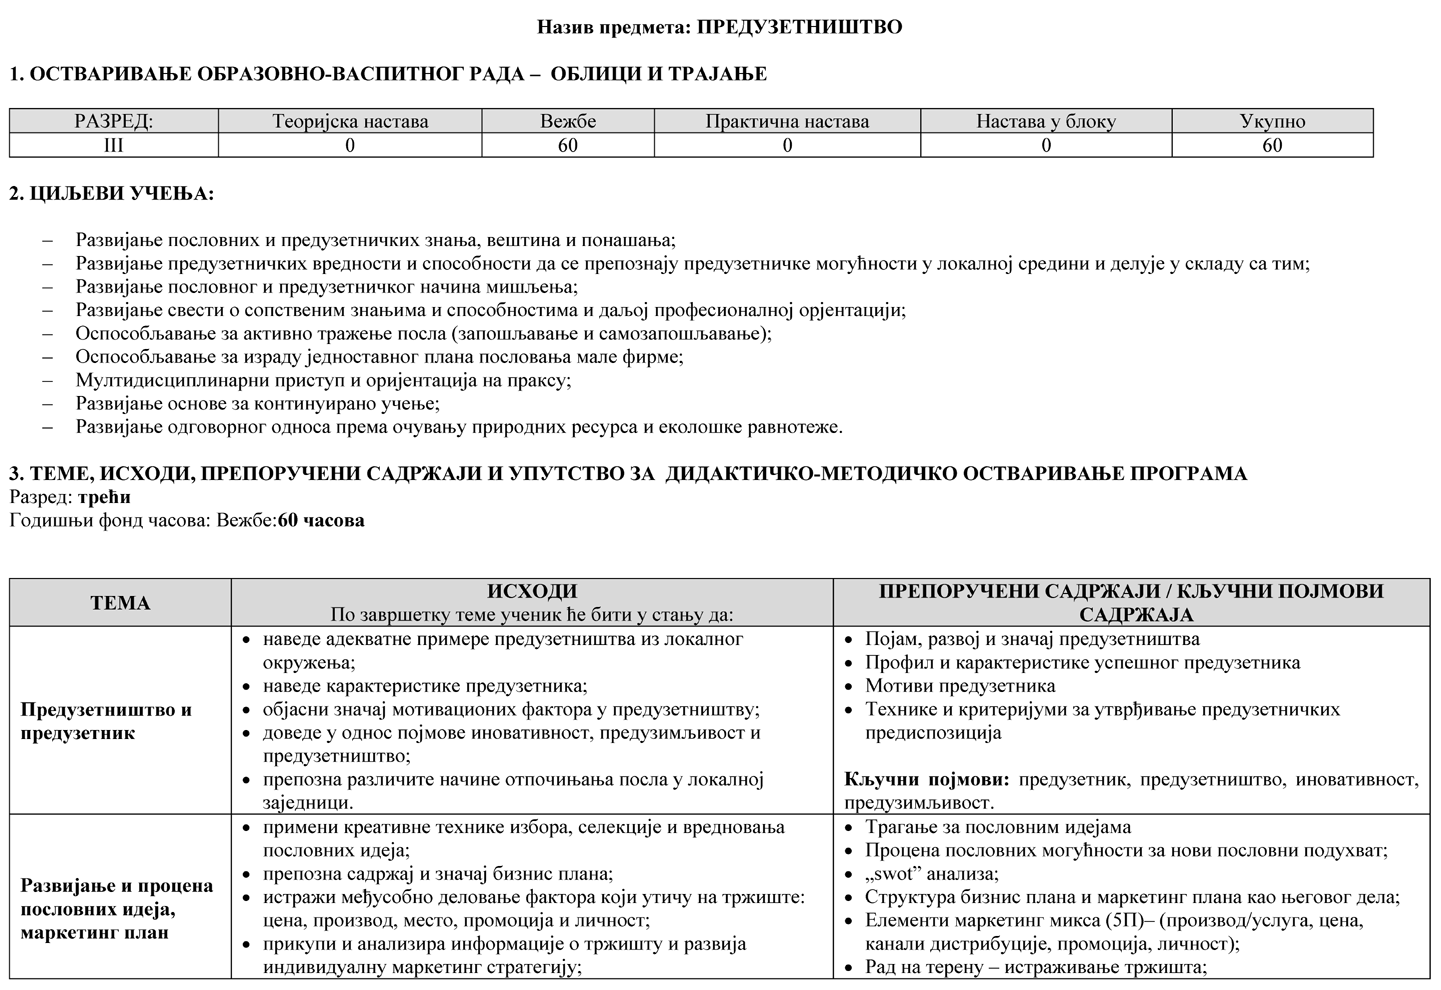 Назив предмета: ПРЕДУЗЕТНИШТВО
1. ОСТВАРИВАЊЕ ОБРАЗОВНО-ВАСПИТНОГ РАДА – ОБЛИЦИ И ТРАЈАЊЕ
РАЗРЕД: Теоријска настава Вежбе Практична настава Настава у блоку Укупно
III 0 60 0 0 60
2. ЦИЉЕВИ УЧЕЊА:
– Развијање пословних и предузетничких знања, вештина и понашања;
– Развијање предузетничких вредности и способности да се препознају предузетничке могућности у локалној средини и делује у складу са тим;
– Развијање пословног и предузетничког начина мишљења;
– Развијање свести о сопственим знањима и способностима и даљој професионалној орјентацији;
– Оспособљавање за активно тражење посла (запошљавање и самозапошљавање);
– Оспособљавање за израду једноставног плана пословања мале фирме;
– Мултидисциплинарни приступ и оријентација на праксу;
– Развијање основе за континуирано учење;
– Развијање одговорног односа према очувању природних ресурса и еколошке равнотеже.
3. ТЕМЕ, ИСХОДИ, ПРЕПОРУЧЕНИ САДРЖАЈИ И УПУТСТВО ЗА ДИДАКТИЧКО-МЕТОДИЧКО ОСТВАРИВАЊЕ ПРОГРАМА
Разред: трећи
Годишњи фонд часова: Вежбе:60 часова
ТЕМА
ИСХОДИ
По завршетку теме ученик ће бити у стању да:
ПРЕПОРУЧЕНИ САДРЖАЈИ / КЉУЧНИ ПОЈМОВИ
САДРЖАЈА
Предузетништво и
предузетник
• наведе адекватне примере предузетништва из локалног
окружења;
• наведе карактеристике предузетника;
• објасни значај мотивационих фактора у предузетништву;
• доведе у однос појмове иновативност, предузимљивост и
предузетништво;
• препозна различите начине отпочињања посла у локалној
заједници.
• Појам, развој и значај предузетништва
• Профил и карактеристике успешног предузетника
• Мотиви предузетника
• Технике и критеријуми за утврђивање предузетничких
предиспозиција
Кључни појмови: предузетник, предузетништво, иновативност,
предузимљивост.
Развијање и процена
пословних идеја,
маркетинг план
• примени креативне технике избора, селекције и вредновања
пословних идеја;
• препозна садржај и значај бизнис плана;
• истражи међусобно деловање фактора који утичу на тржиште:
цена, производ, место, промоција и личност;
• прикупи и анализира информације о тржишту и развија
индивидуалну маркетинг стратегију;
• Трагање за пословним идејама
• Процена пословних могућности за нови пословни подухват;
• „swot” анализа;
• Структура бизнис плана и маркетинг плана као његовог дела;
• Елементи маркетинг микса (5П)– (производ/услуга, цена,
канали дистрибуције, промоција, личност);
• Рад на терену – истраживање тржишта;